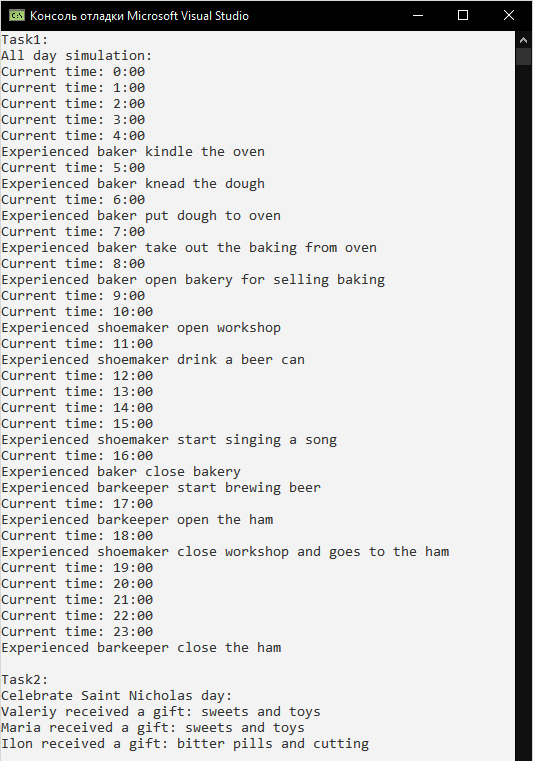 Консоль отладки Microsoft Visual Studio
Task1:
All day simulation:
Current time: 0:00
Current time: 1:00
Current time: 2:00
Current time: 3:00
Current time: 4:00
Experienced baker kindle the oven
Current time: 5:00
Experienced baker knead the dough
Current time: 6:00
Experienced baker put dough to oven
Current time: 7:00
Experienced baker take out the baking from oven
Current time: 8:00
Experienced baker open bakery for selling baking
Current time: 9:00
Current time: 10:00
Experienced shoemaker open workshop
Current time: 11:00
Experienced shoemaker drink a beer can
Current time: 12:00
Current time: 13:00
Current time: 14:00
Current time: 15:00
Experienced shoemaker start singing a song
Current time: 16:00
Experienced baker close bakery
Experienced barkeeper start brewing beer
Current time: 17:00
Experienced barkeeper open the ham
Current time: 18:00
Experienced shoemaker close workshop and goes to the ham
Current time: 19:00
Current time: 20:00
Current time: 21:00
Current time: 22:00
Current time: 23:00
Experienced barkeeper close the ham
Task2:
Celebrate Saint Nicholas day:
Valeriy received a gift: sweets and toys
Maria received a gift: sweets and toys
Ilon received a gift: bitter pills and cutting